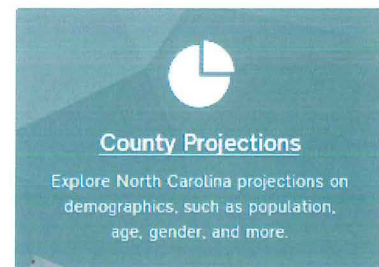 County Projections
Explore North Carolina projections on
demographics, such as population,
age, gender, and more.